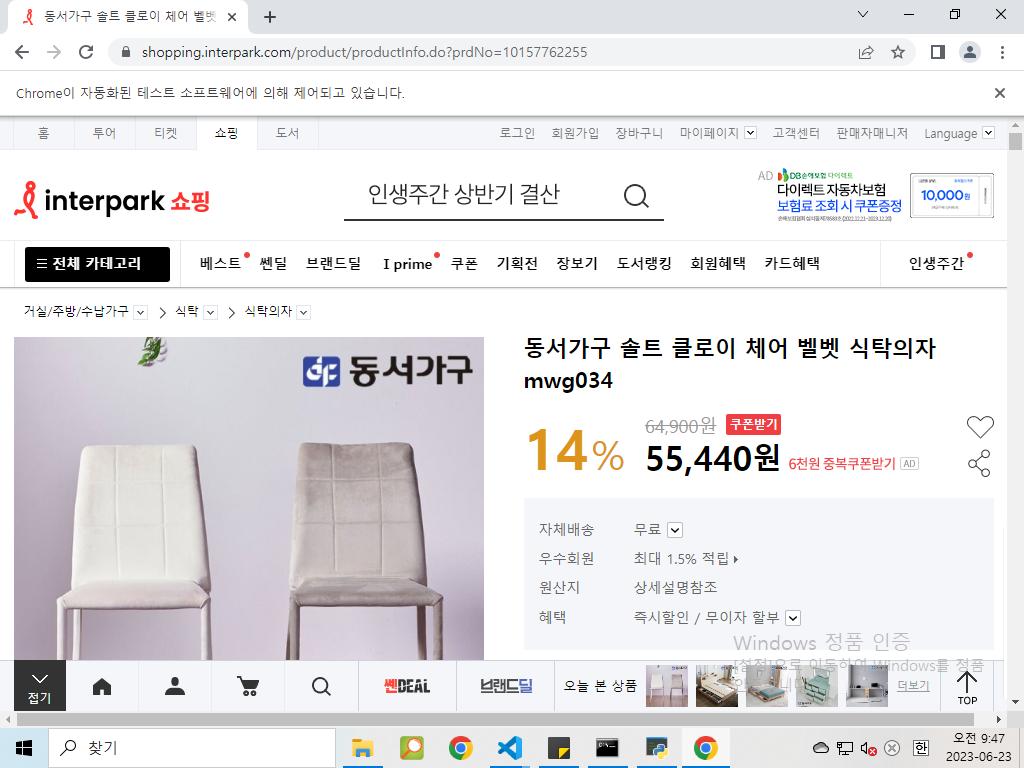 동서가구 솔트 클로이 체어 벨벳
shopping.interpark.com/product/productInfo.do?prdNo=10157762255
Chrome이 자동화된 테스트 소프트웨어에 의해 제어되고 있습니다.
홈 투어 티켓 쇼핑 도서 로그인 회원가입 장바구니 마이페이지 고객센터 판매자매니저 Language
interpark 쇼핑
인생주간 상반기 결산
AD DB손해보험 다이렉트
다이렉트 자동차보험
보험료 조회 시 쿠폰증정
10,000원
전체 카테고리 베스트 쎈딜 브랜드딜 I prime 쿠폰 기획전 장보기 도서랭킹 회원혜택 카드혜택 인생주간
거실/주방/수납가구 식탁 식탁의자
동서가구
동서가구 솔트 클로이 체어 벨벳 식탁의자
mwg034
14% 64,900원 쿠폰받기
55,440원 6천원 중복쿠폰받기 AD
자체배송 무료
우수회원 최대 1.5% 적립
원산지 상세설명참조
혜택 즉시할인 / 무이자 할부
Windows 정품 인증
[설정]으로 이동하여 Windows를 정품
접기 쎈DEAL 브랜드딜 오늘 본 상품 더보기 TOP
찾기
한
오전 9:47
2023-06-23